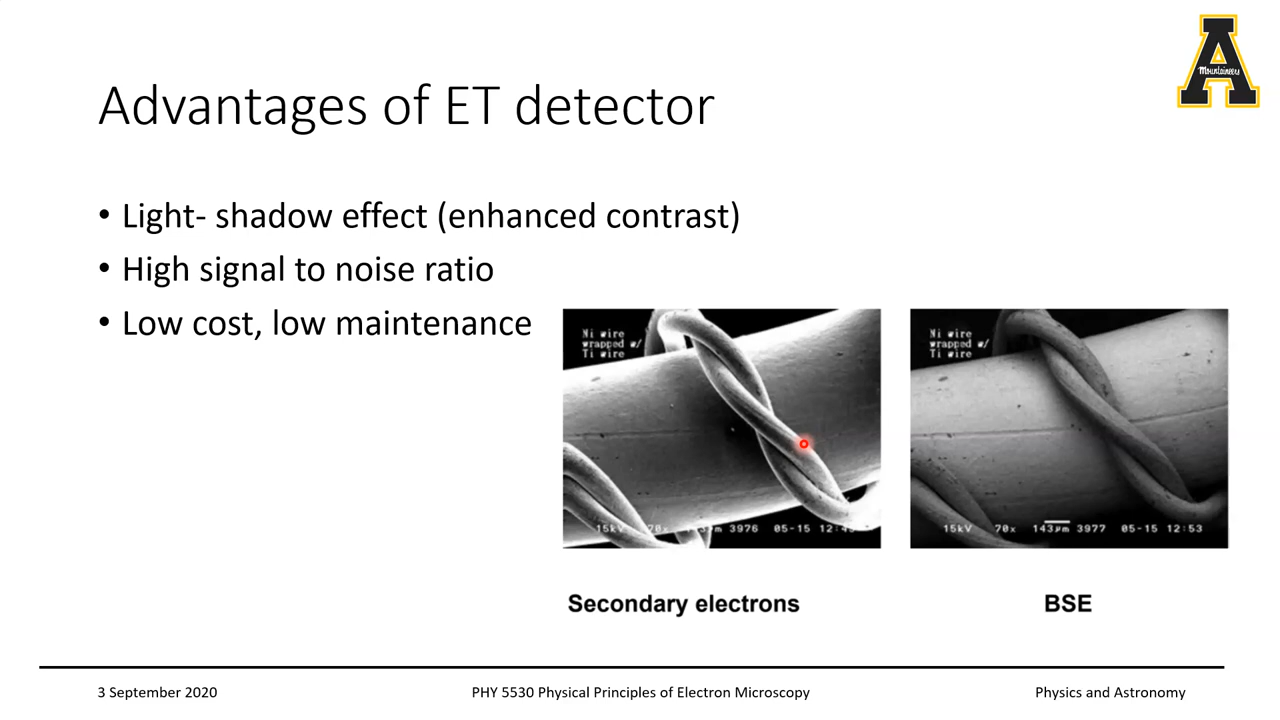 Mountaineers
Advantages of ET detector
• Light- shadow effect (enhanced contrast)
• High signal to noise ratio
• Low cost, low maintenance
Ni wire
wrapped w/
Ti wire
15kV 70x 3976 05-15
Ni wire
wrapped w/
Ti wire
15kV 70x 143µm 3977 05-15 12:53
Secondary electrons
BSE
3 September 2020
PHY 5530 Physical Principles of Electron Microscopy
Physics and Astronomy